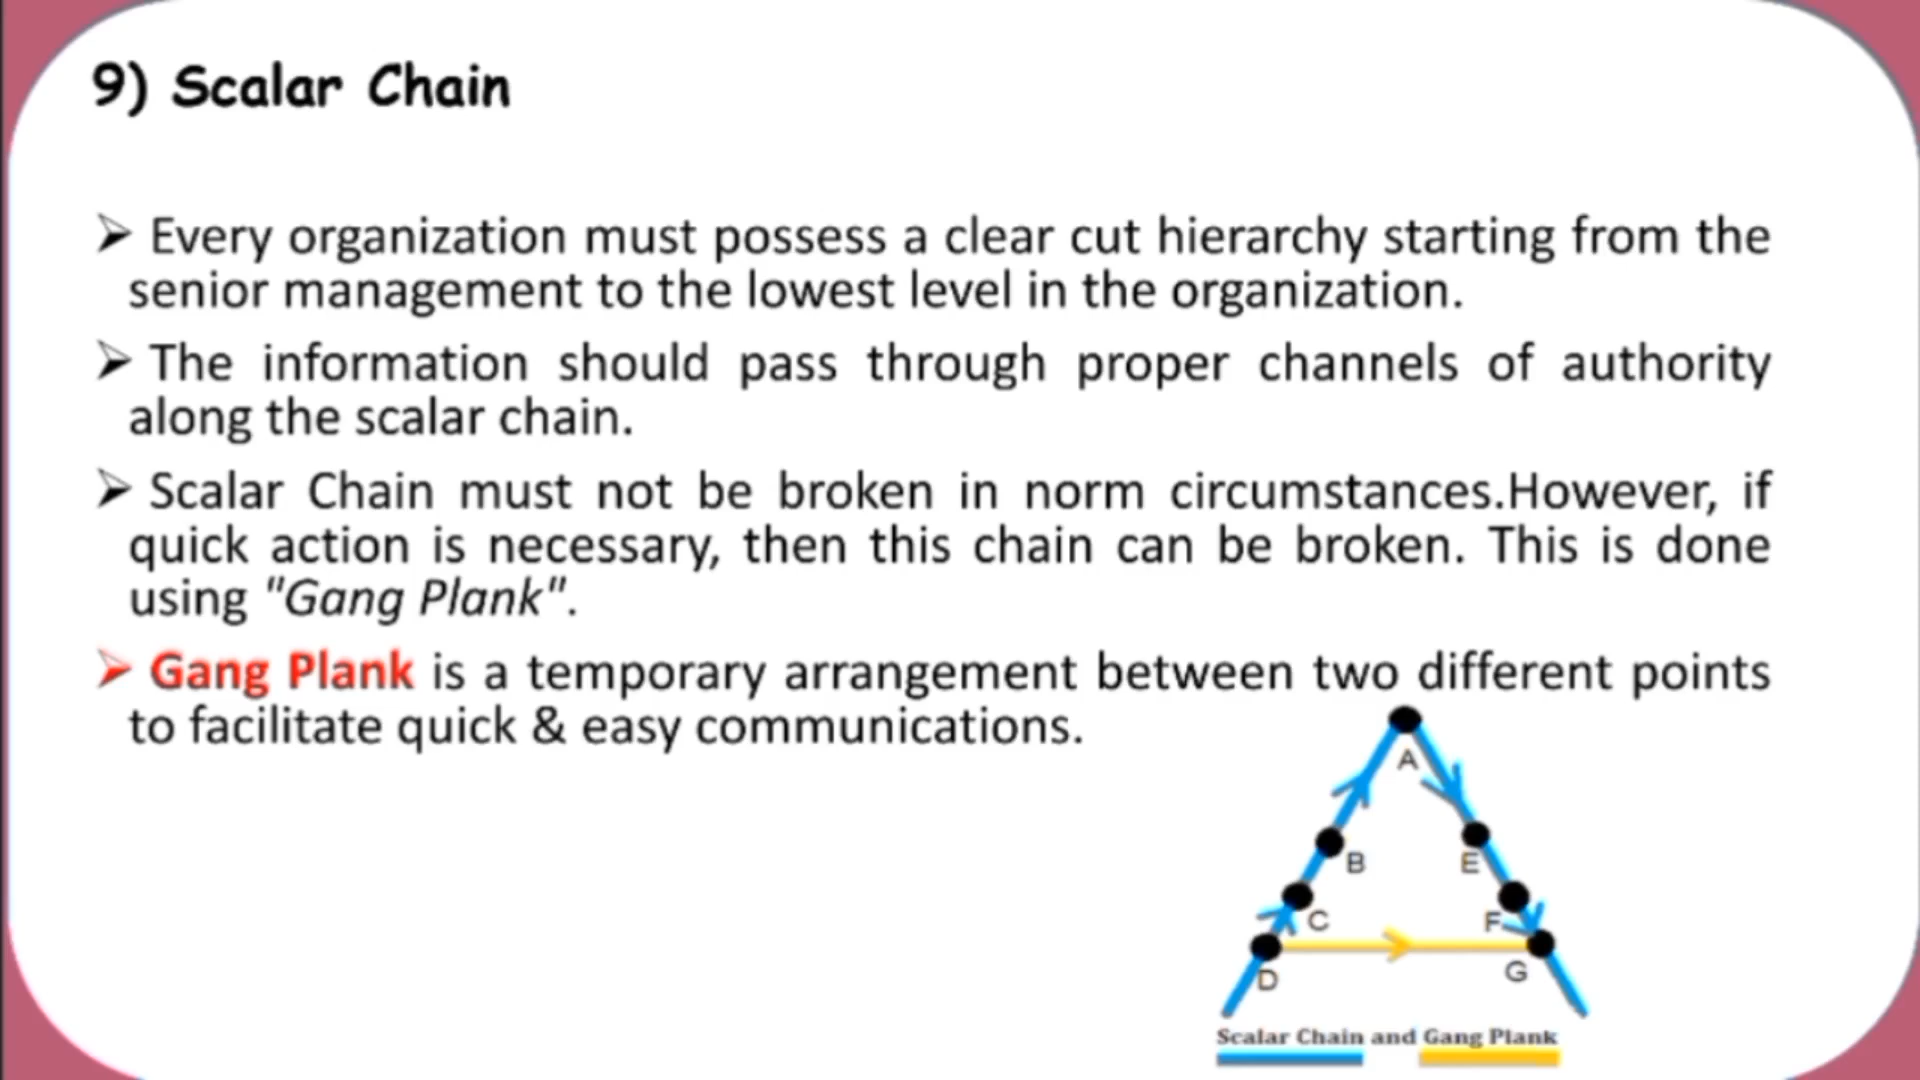 9) Scalar Chain
➢ Every organization must possess a clear cut hierarchy starting from the
senior management to the lowest level in the organization.
➢ The information should pass through proper channels of authority
along the scalar chain.
➢ Scalar Chain must not be broken in norm circumstances.However, if
quick action is necessary, then this chain can be broken. This is done
using "Gang Plank".
➢ Gang Plank is a temporary arrangement between two different points
to facilitate quick & easy communications.
A
B
E
C
F
D
G
Scalar Chain and Gang Plank